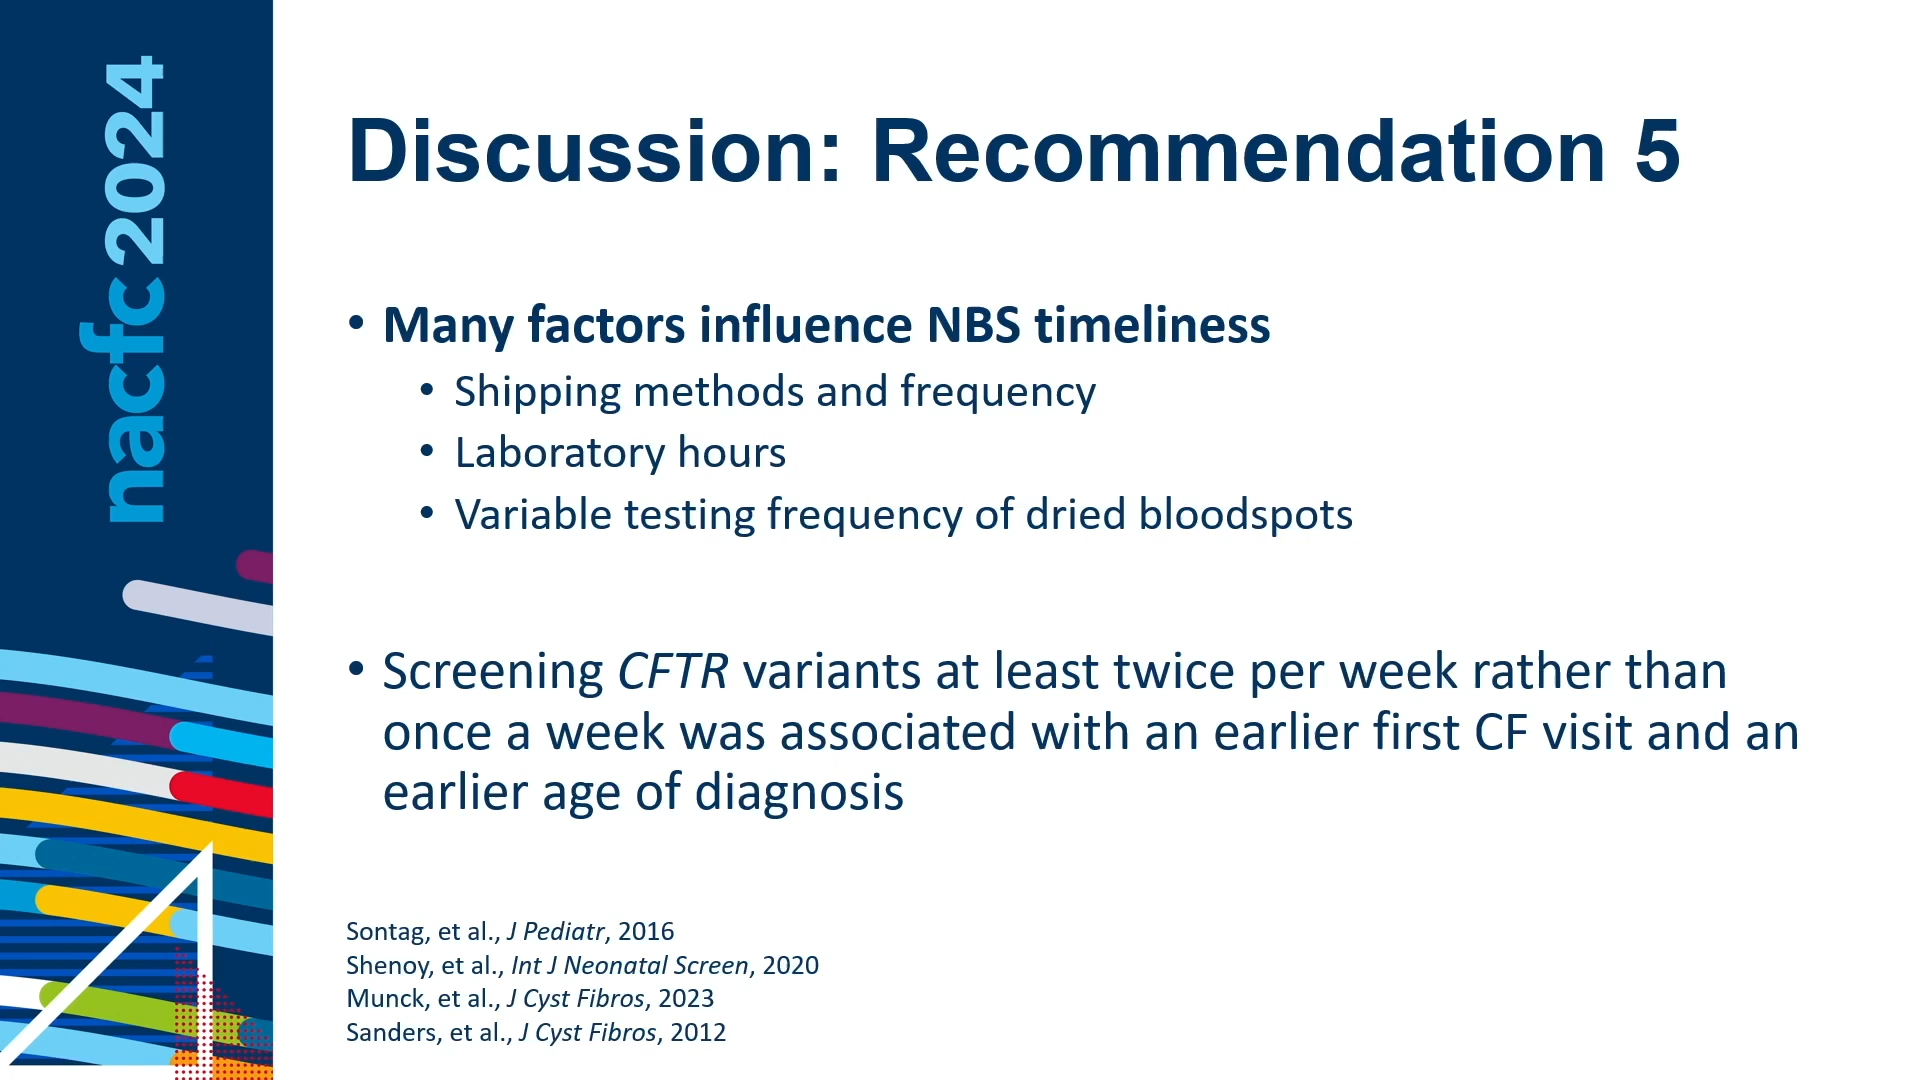 nacfc2024
Discussion: Recommendation 5
• Many factors influence NBS timeliness
• Shipping methods and frequency
• Laboratory hours
• Variable testing frequency of dried bloodspots
• Screening CFTR variants at least twice per week rather than
once a week was associated with an earlier first CF visit and an
earlier age of diagnosis
Sontag, et al., J Pediatr, 2016
Shenoy, et al., Int J Neonatal Screen, 2020
Munck, et al., J Cyst Fibros, 2023
Sanders, et al., J Cyst Fibros, 2012